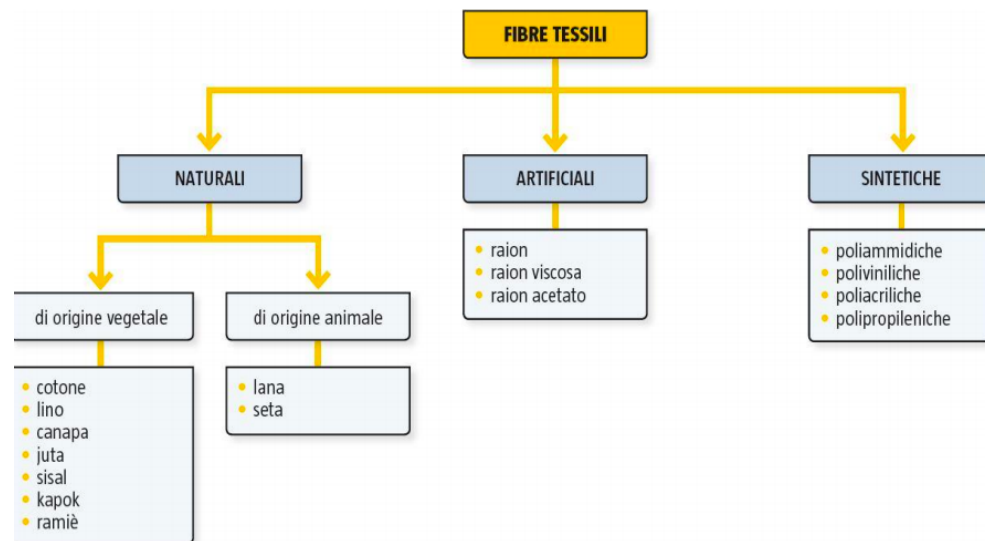 FIBRE TESSILI
NATURALI
ARTIFICIALI
SINTETICHE
di origine vegetale
di origine animale
• cotone
• lino
• canapa
• juta
• sisal
• kapok
• ramiè
• lana
• seta
• raion
• raion viscosa
• raion acetato
• poliammidiche
• poliviniliche
• poliacriliche
• polipropileniche